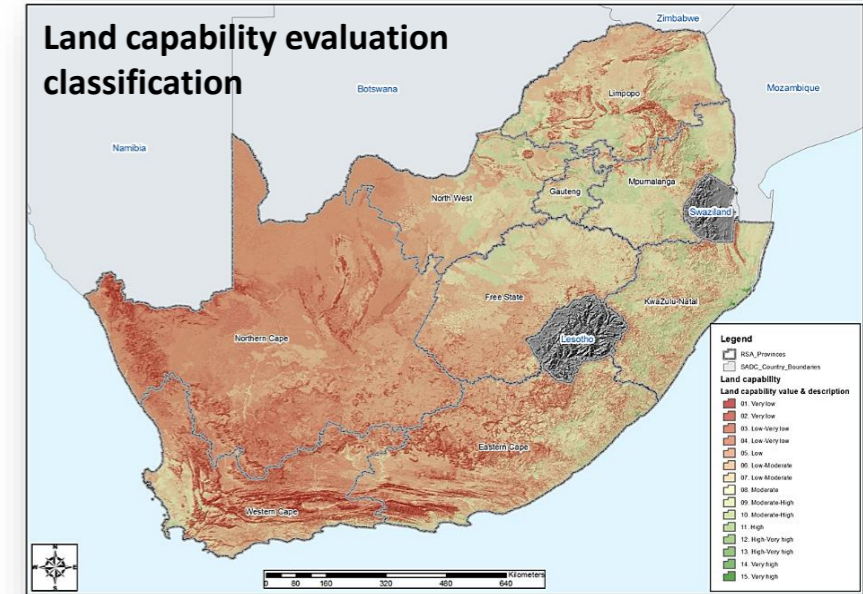 Land capability evaluation
classification
Zimbabwe
Botswana
Mozambique
Namibia
Limpopo
North West
Gauteng
Mpumalanga
Swaziland
Free State
KwaZulu-Natal
Northern Cape
Lesotho
Eastern Cape
Western Cape
Legend
RSA_Provinces
SADC_Country_Boundaries
Land capability
Land capability value & description
01. Very low
02. Very low
03. Low-Very low
04. Low-Very low
05. Low
06. Low-Moderate
07. Low-Moderate
08. Moderate
09. Moderate-High
10. Moderate-High
11. High
12. High-Very high
13. High-Very high
14. Very high
15. Very high
N
W E
S
Kilometers
0 80 160 320 480 640